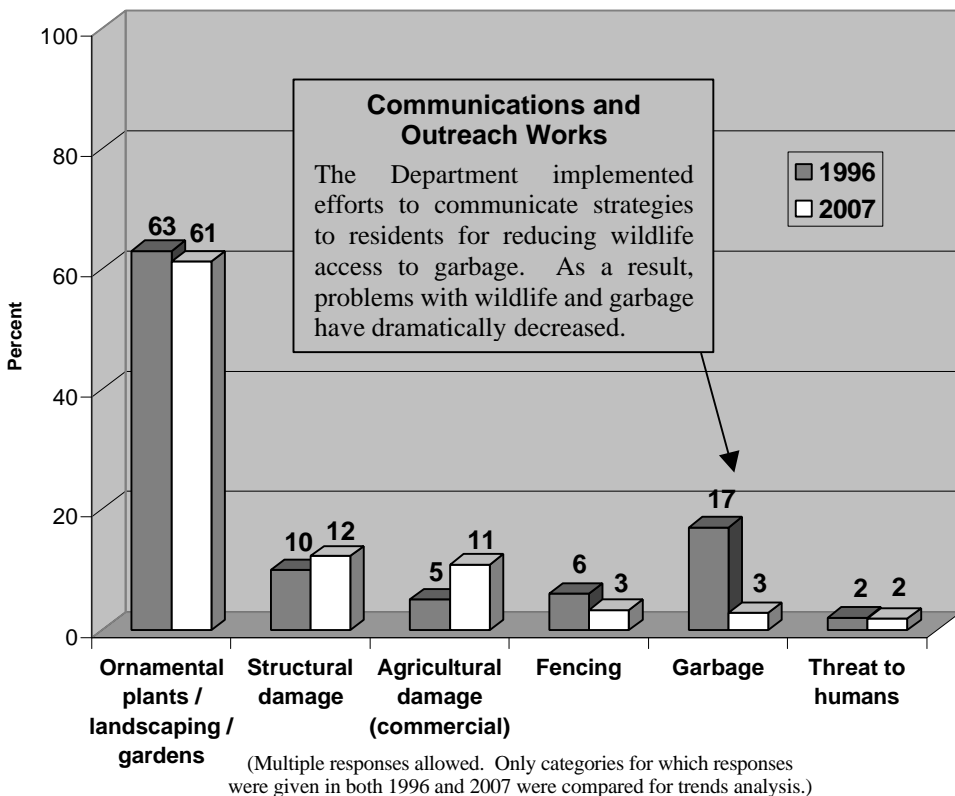 100
80
60
40
20
0
Percent
Communications and
Outreach Works
The Department implemented
efforts to communicate strategies
to residents for reducing wildlife
access to garbage. As a result,
problems with wildlife and garbage
have dramatically decreased.
1996
2007
63 61
10 12
5 11
6 3
17 3
2 2
Ornamental
plants /
landscaping /
gardens
Structural
damage
Agricultural
damage
(commercial)
Fencing
Garbage
Threat to
humans
(Multiple responses allowed. Only categories for which responses
were given in both 1996 and 2007 were compared for trends analysis.)